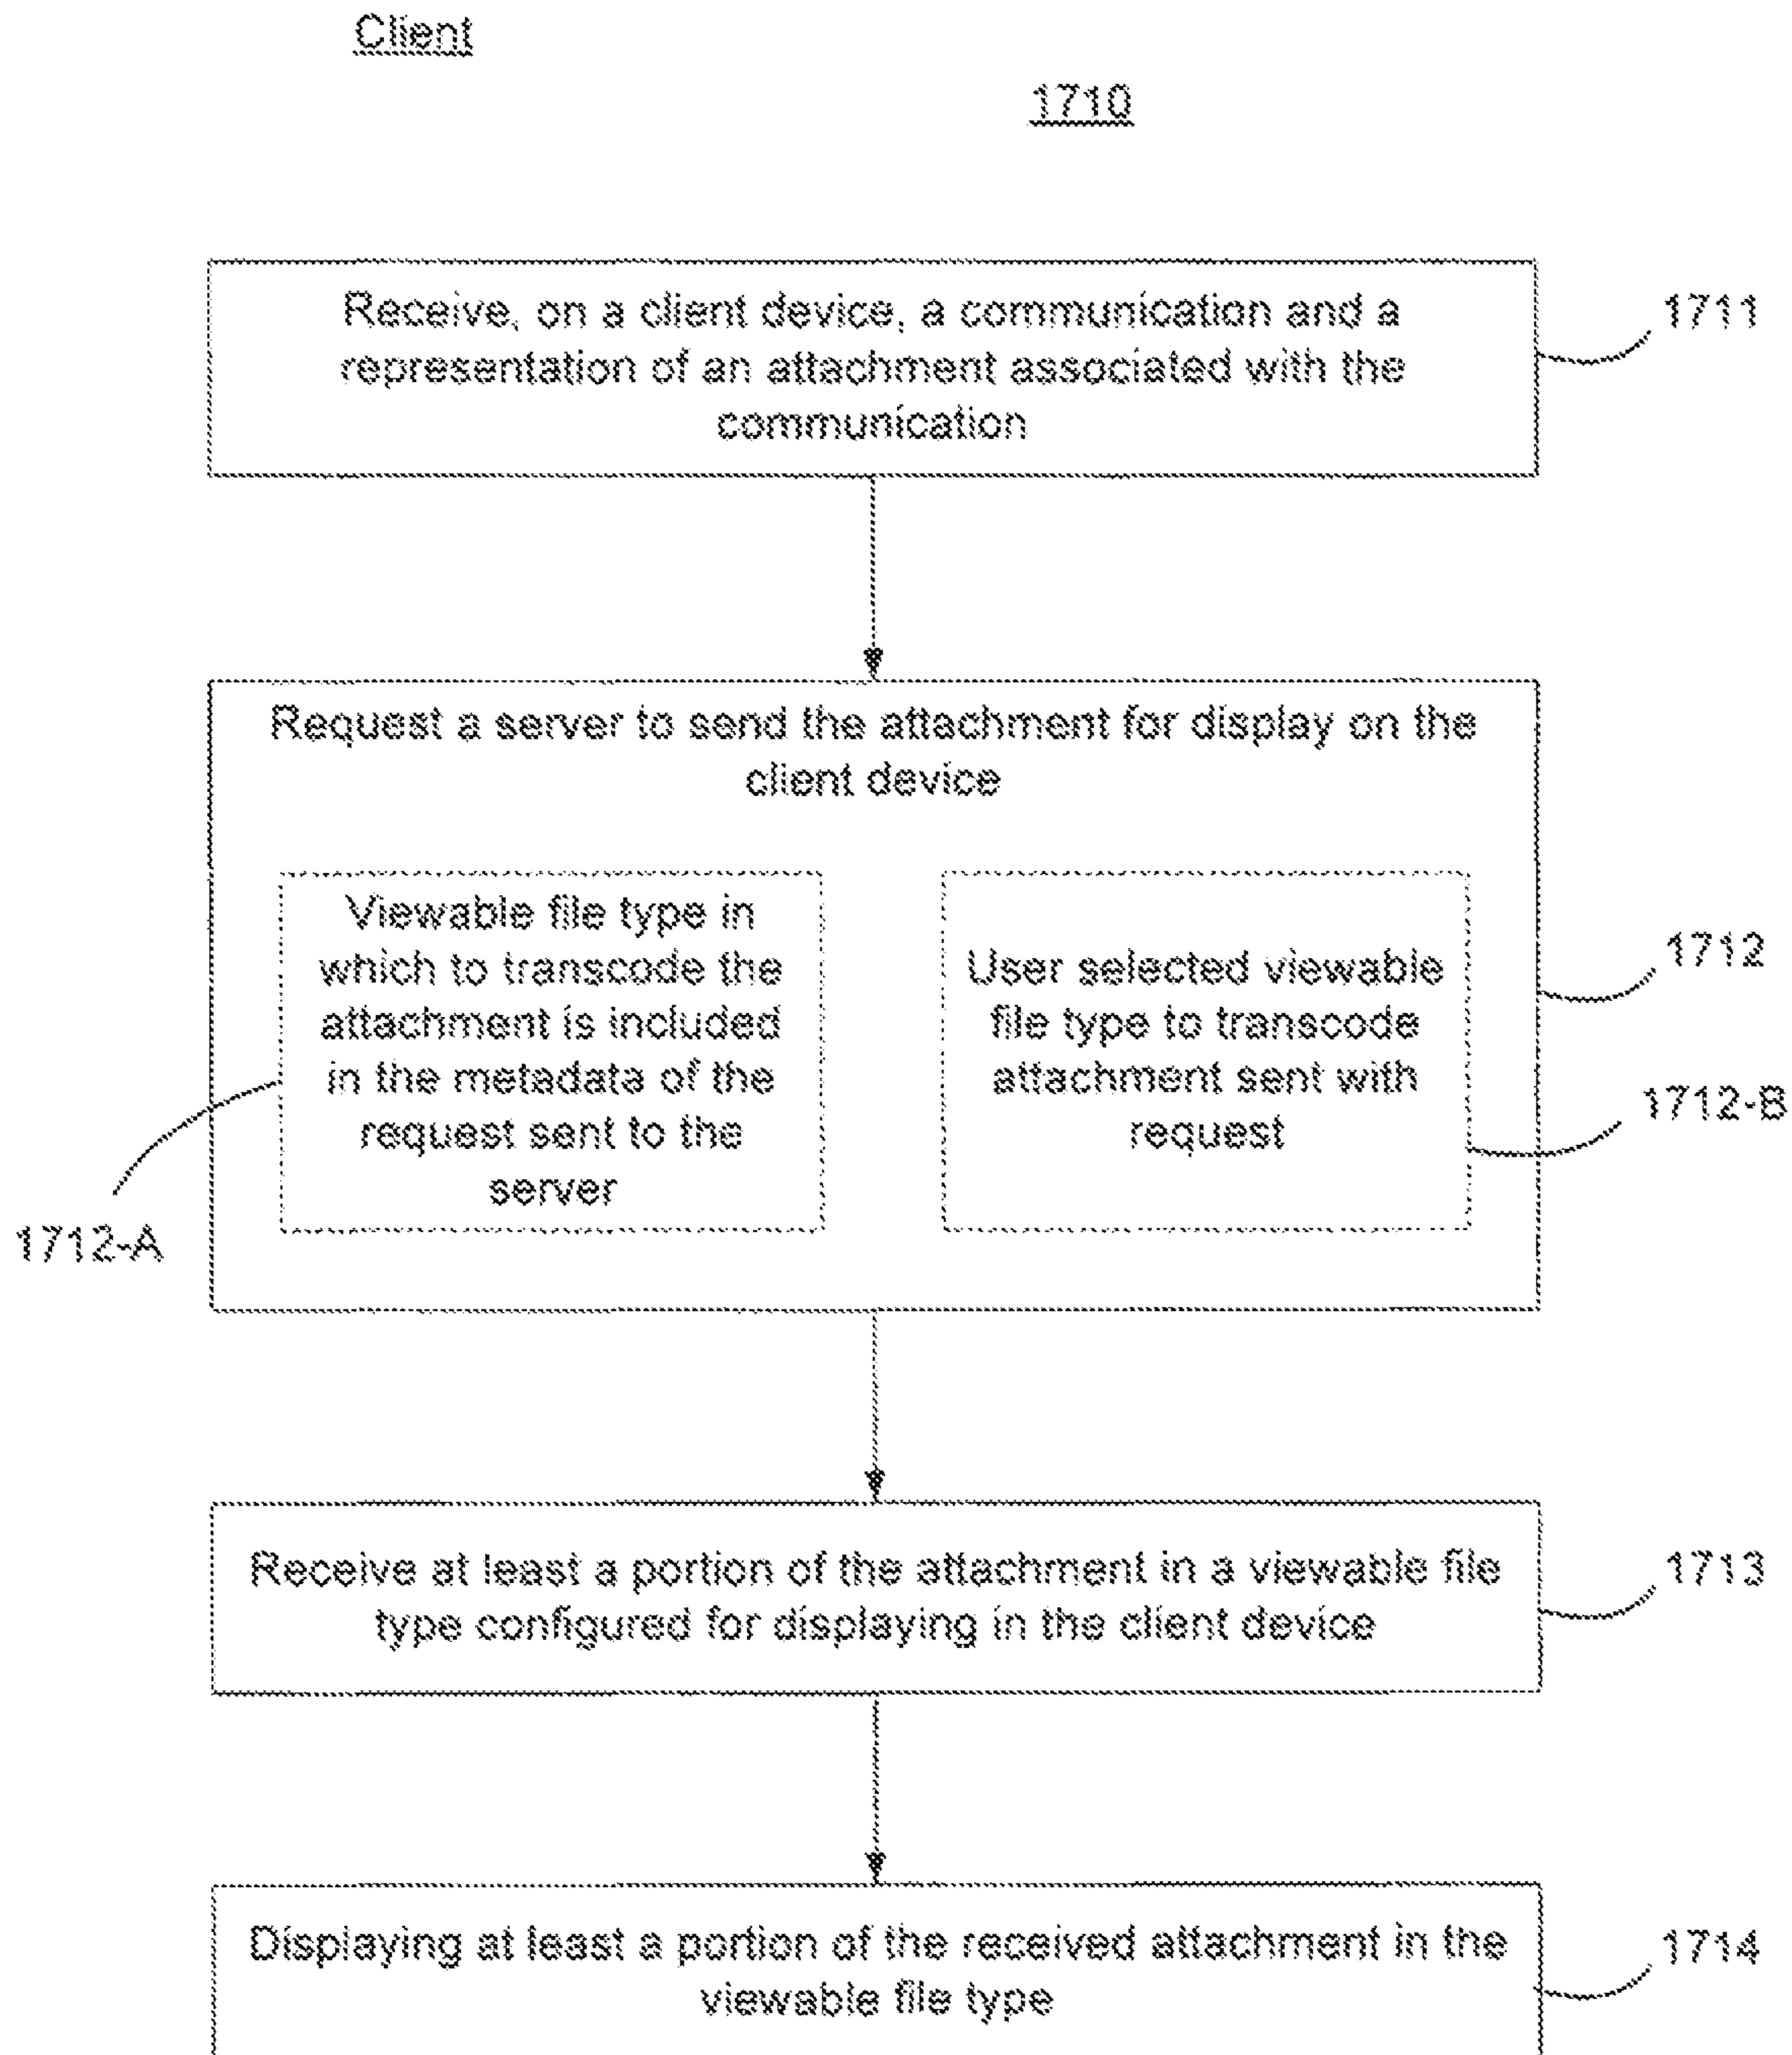 Client
1710
Receive, on a client device, a communication and a
representation of an attachment associated with the
communication
1711
Request a server to send the attachment for display on the
client device
Viewable file type in
which to transcode the
attachment is included
in the metadata of the
request sent to the
server
User selected viewable
file type to transcode
attachment sent with
request
1712
1712-B
1712-A
Receive at least a portion of the attachment in a viewable file
type configured for displaying in the client device
1713
Displaying at least a portion of the received attachment in the
viewable file type
1714